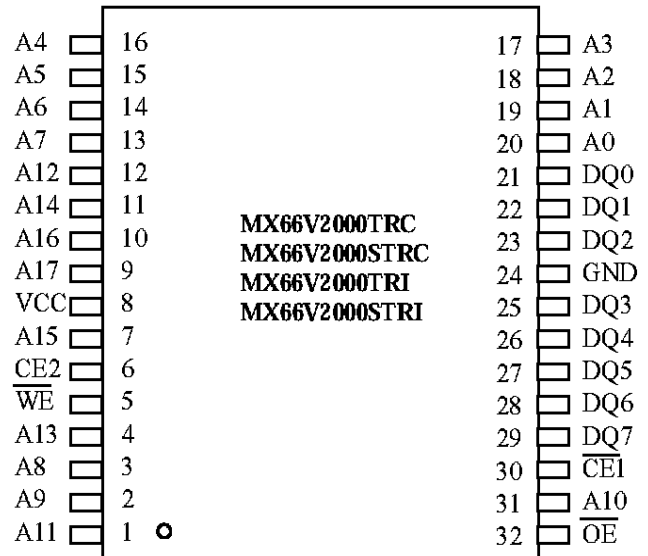 A4 16 17 A3
A5 15 18 A2
A6 14 19 A1
A7 13 20 A0
A12 12 21 DQ0
A14 11 22 DQ1
A16 10 23 DQ2
A17 9 24 GND
VCC 8 25 DQ3
A15 7 26 DQ4
CE2 6 27 DQ5
W̅E̅ 5 28 DQ6
A13 4 29 DQ7
A8 3 30 C̅E̅1̅
A9 2 31 A10
A11 1 32 O̅E̅
MX66V2000TRC
MX66V2000STRC
MX66V2000TRI
MX66V2000STRI